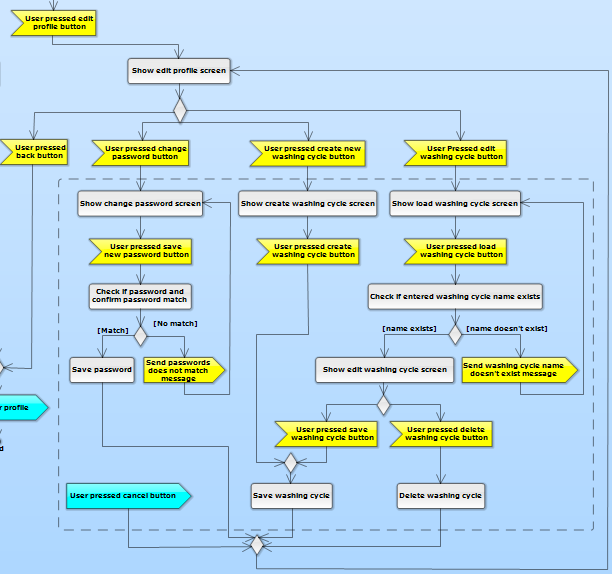 User pressed edit
profile button
Show edit profile screen
User pressed
back button
User pressed change
password button
User pressed create new
washing cycle button
User Pressed edit
washing cycle button
Show change password screen
Show create washing cycle screen
Show load washing cycle screen
User pressed save
new password button
User pressed create
washing cycle button
User pressed load
washing cycle button
Check if password and
confirm password match
Check if entered washing cycle name exists
[Match]
[No match]
[name exists]
[name doesn't exist]
Save password
Send passwords
does not match
message
Show edit washing cycle screen
Send washing cycle name
doesn't exist message
r profile
User pressed save
washing cycle button
User pressed delete
washing cycle button
d
User pressed cancel button
Save washing cycle
Delete washing cycle